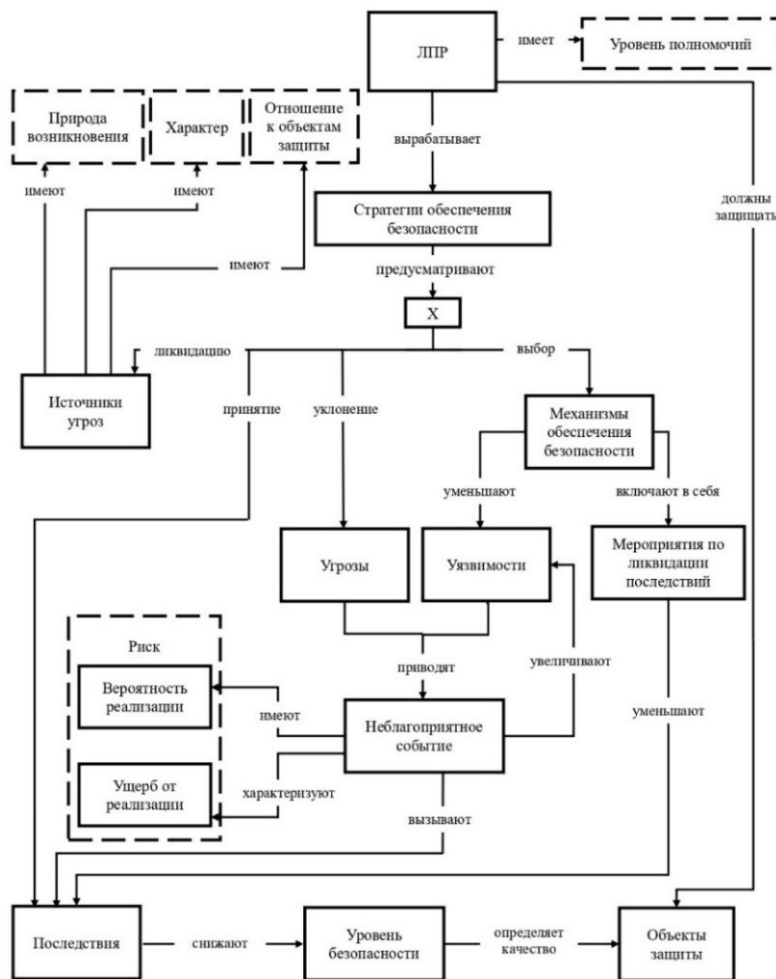 ЛПР
имеет
Уровень полномочий
Природа
возникновения
Характер
Отношение
к объектам
защиты
вырабатывает
имеют
имеют
должны
защищать
Стратегии обеспечения
безопасности
имеют
предусматривают
Х
ликвидацию
выбор
Источники
угроз
принятие
уклонение
Механизмы
обеспечения
безопасности
уменьшают
включают в себя
Угрозы
Уязвимости
Мероприятия по
ликвидации
последствий
Риск
приводят
увеличивают
Вероятность
реализации
имеют
Неблагоприятное
событие
уменьшают
Ущерб от
реализации
характеризуют
вызывают
Последствия
снижают
Уровень
безопасности
определяет
качество
Объекты
защиты